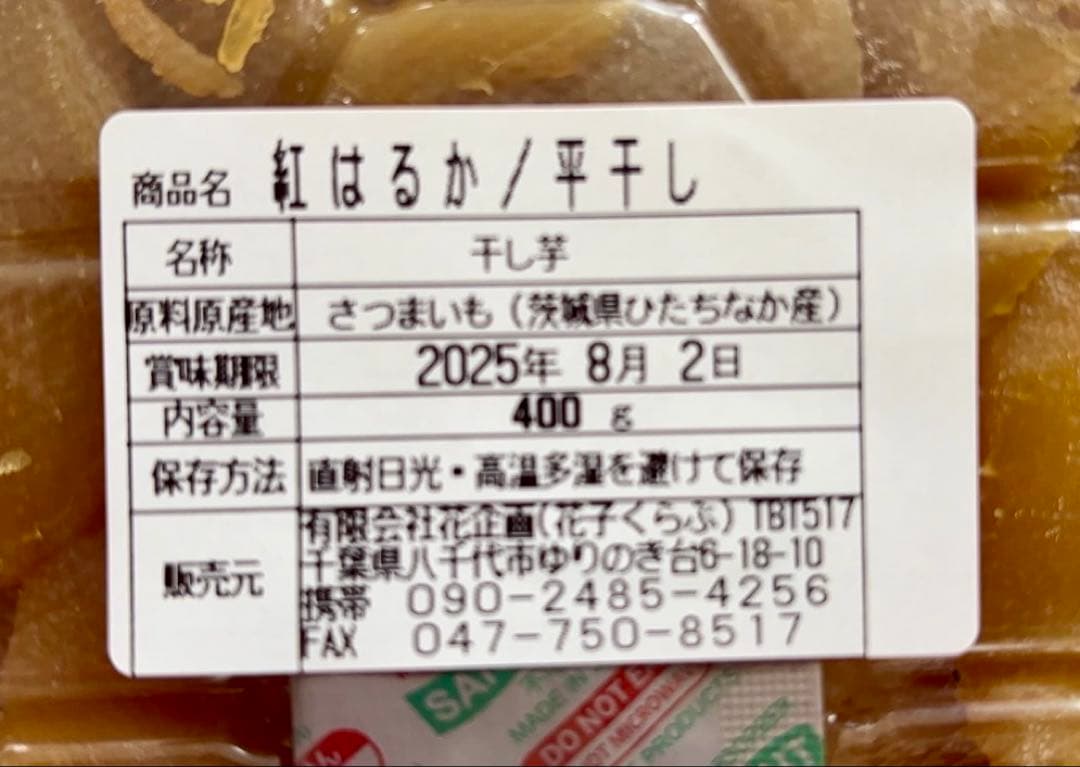 商品名 紅はるか/平干し
名称 干し芋
原料原産地 さつまいも（茨城県ひたちなか産）
賞味期限 2025年 8月 2日
内容量 400 g
保存方法 直射日光・高温多湿を避けて保存
販売元 有限会社花企画(花子くらぶ) TBT517
千葉県八千代市ゆりのき台6-18-10
携帯 090-2485-4256
FAX 047-750-8517
MADE IN
DO NOT
NOT MICROWAVE
PRODUCT